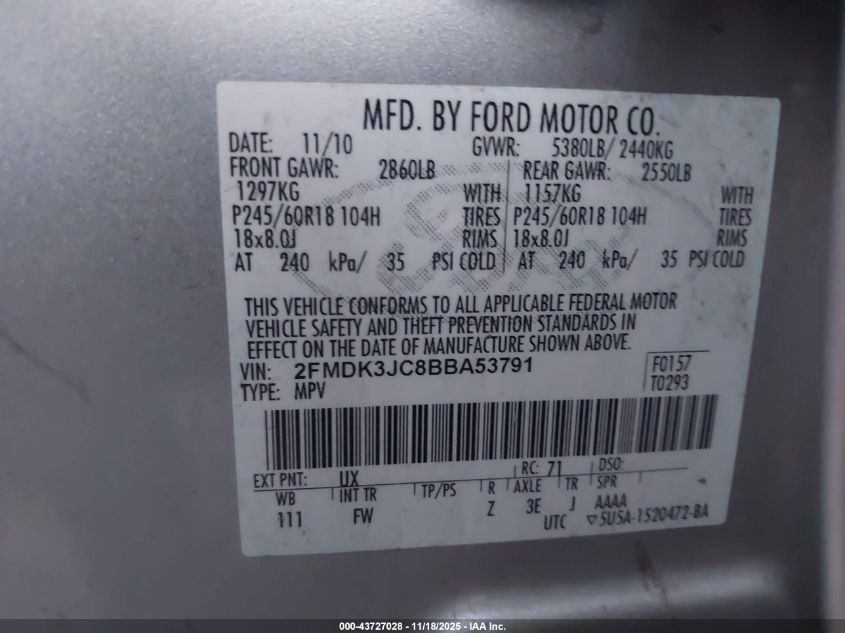 MFD. BY FORD MOTOR CO.
DATE: 11/10 GVWR: 5380LB/ 2440KG
FRONT GAWR: 2860LB REAR GAWR: 2550LB
1297KG WITH 1157KG WITH
P245/60R18 104H TIRES P245/60R18 104H TIRES
18x8.0J RIMS 18x8.0J RIMS
AT 240 kPa/ 35 PSI COLD AT 240 kPa/ 35 PSI COLD
THIS VEHICLE CONFORMS TO ALL APPLICABLE FEDERAL MOTOR
VEHICLE SAFETY AND THEFT PREVENTION STANDARDS IN
EFFECT ON THE DATE OF MANUFACTURE SHOWN ABOVE.
VIN: 2FMDK3JC8BBA53791 F0157
TYPE: MPV T0293
EXT PNT: UX RC: 71 DSO:
WB INT TR TP/PS R AXLE TR SPR
111 FW Z 3E J AAAA
UTC ▽5U5A-1520472-BA
000-43727028 - 11/18/2025 - IAA Inc.